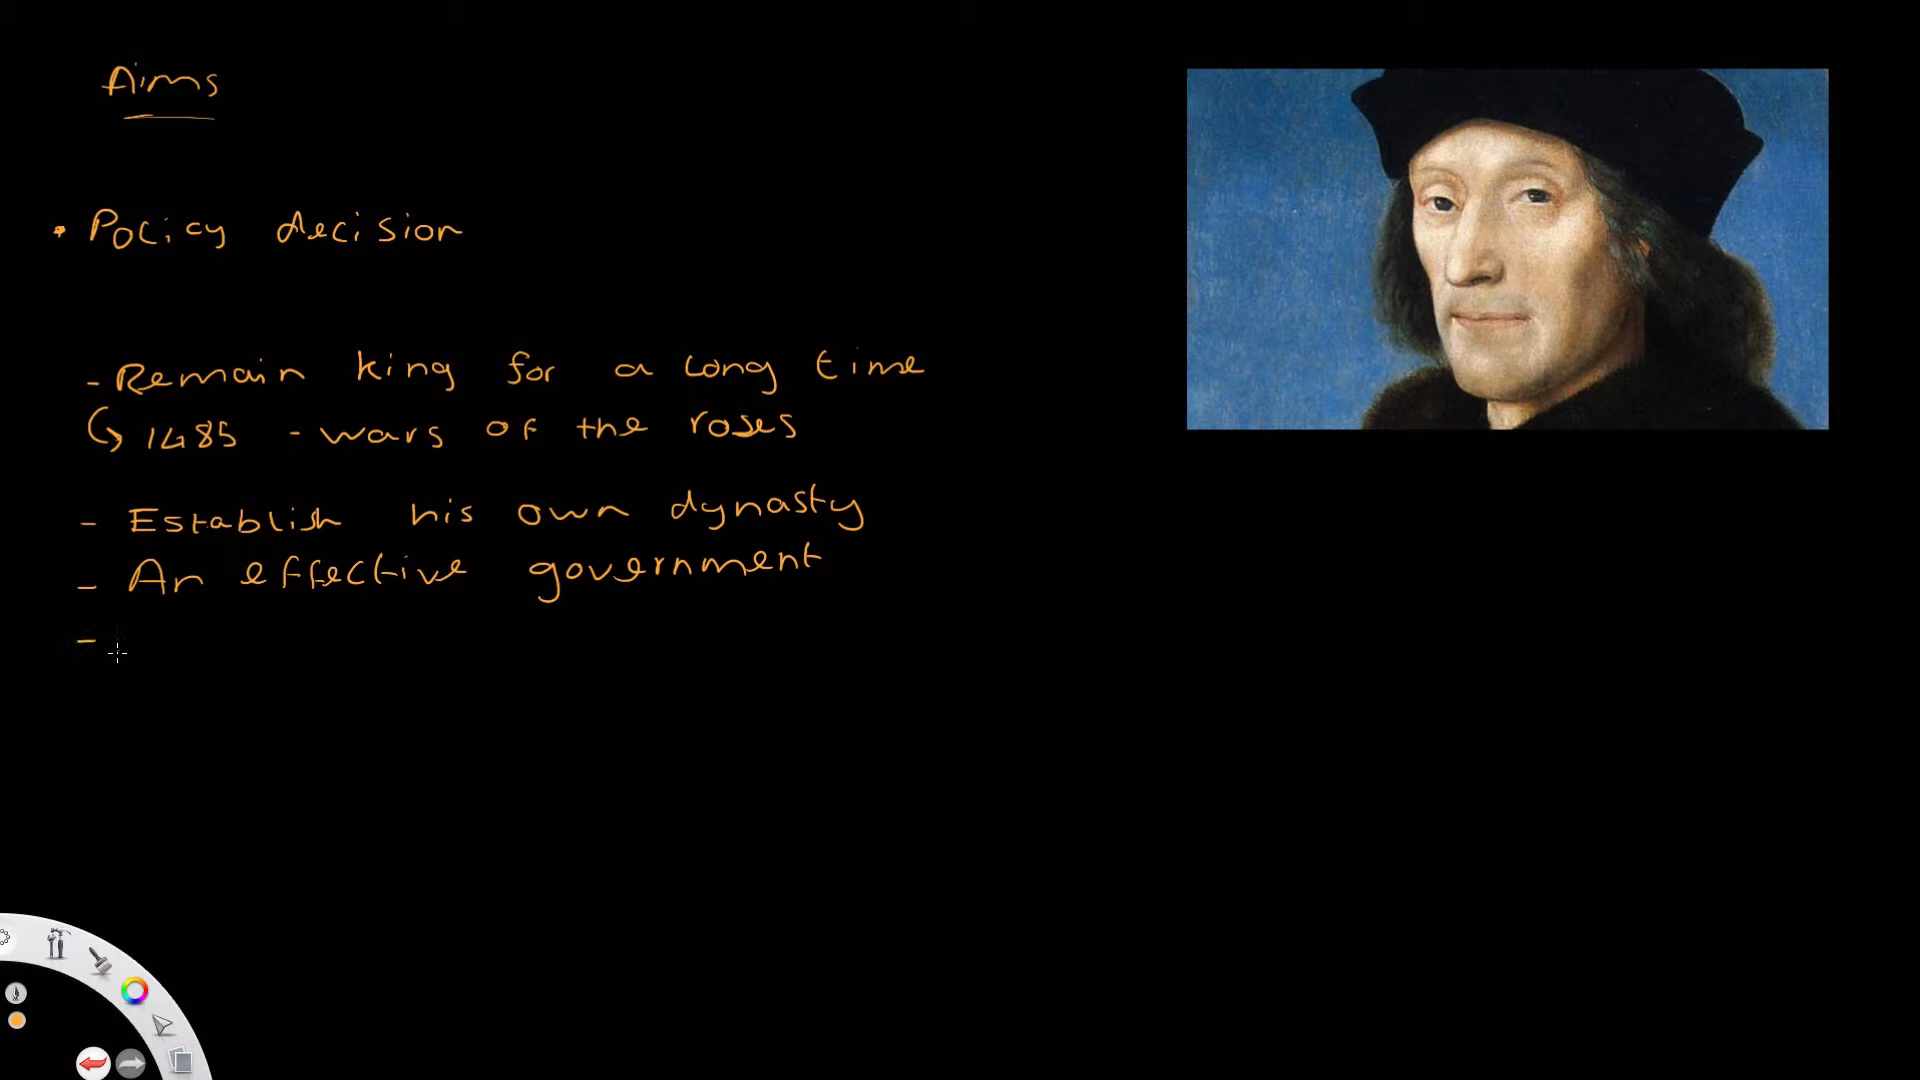 Aims
• Policy decision
- Remain king for a long time
↳ 1485 - wars of the roses
- Establish his own dynasty
- An effective government
-